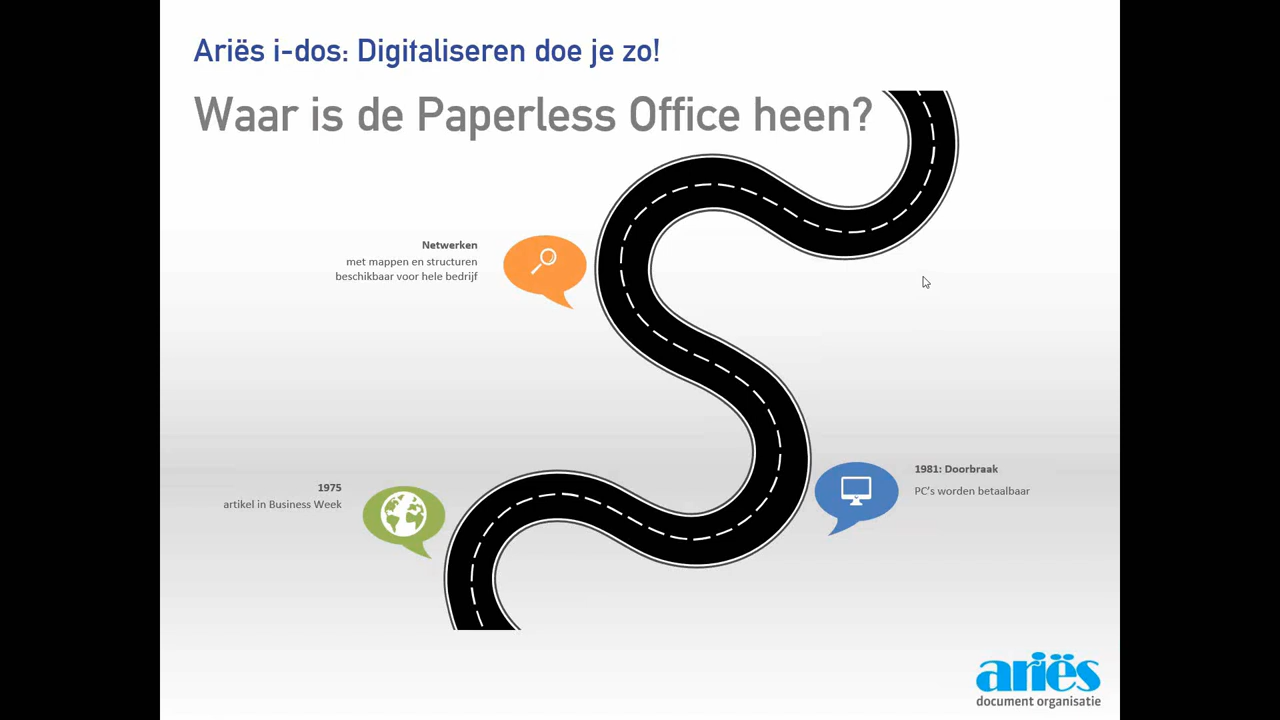 Ariës i-dos: Digitaliseren doe je zo!
Waar is de Paperless Office heen?
Netwerken
met mappen en structuren
beschikbaar voor hele bedrijf
1981: Doorbraak
PC's worden betaalbaar
1975
artikel in Business Week
ariës
document organisatie